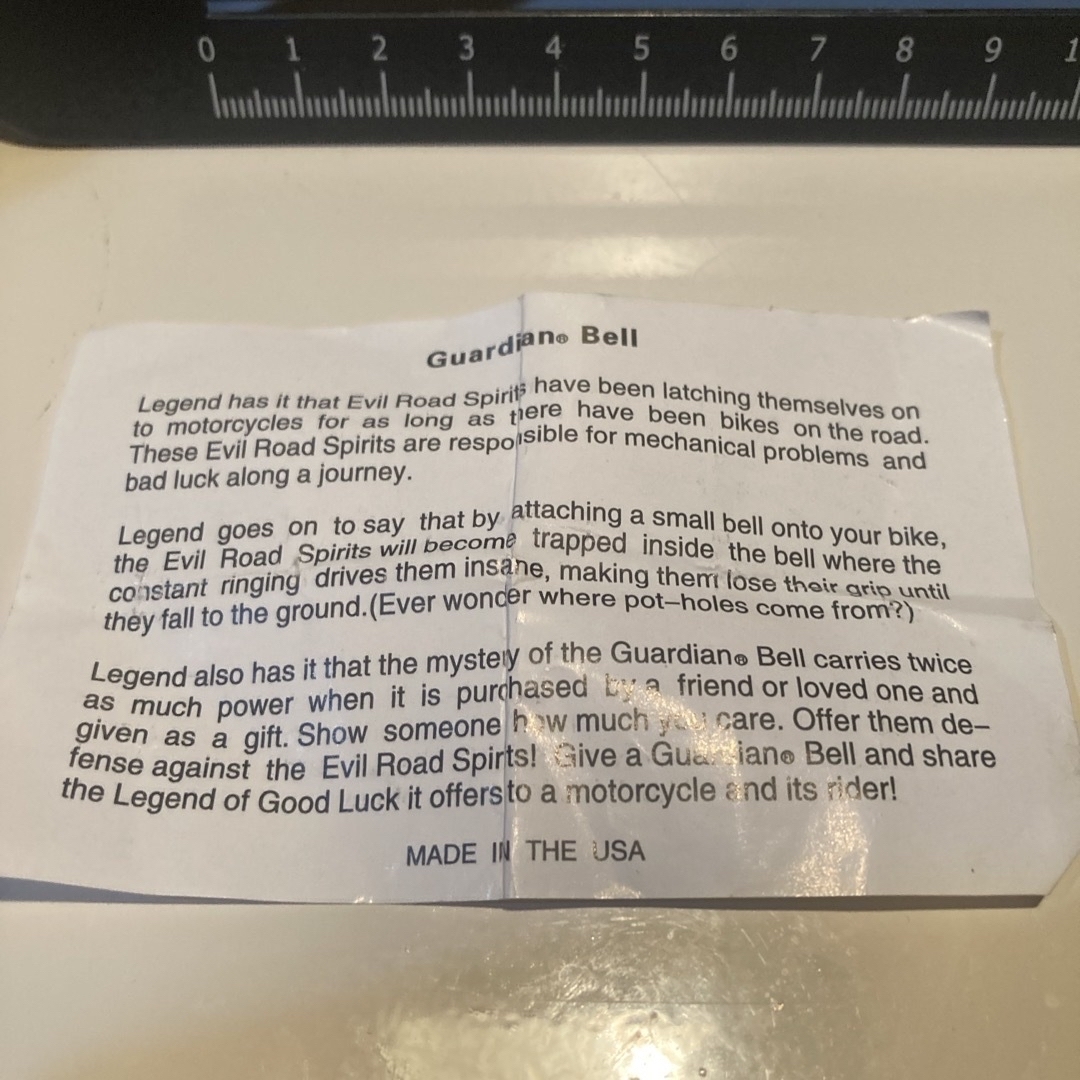 0 1 2 3 4 5 6 7 8 9
Guardian® Bell
Legend has it that Evil Road Spirits have been latching themselves on
to motorcycles for as long as there have been bikes on the road.
These Evil Road Spirits are responsible for mechanical problems and
bad luck along a journey.
Legend goes on to say that by attaching a small bell onto your bike,
the Evil Road Spirits will become trapped inside the bell where the
constant ringing drives them insane, making them lose their grip until
they fall to the ground.(Ever wonder where pot-holes come from?)
Legend also has it that the mystery of the Guardian® Bell carries twice
as much power when it is purchased by a friend or loved one and
given as a gift. Show someone how much you care. Offer them de-
fense against the Evil Road Spirts! Give a Guardian® Bell and share
the Legend of Good Luck it offers to a motorcycle and its rider!
MADE IN THE USA